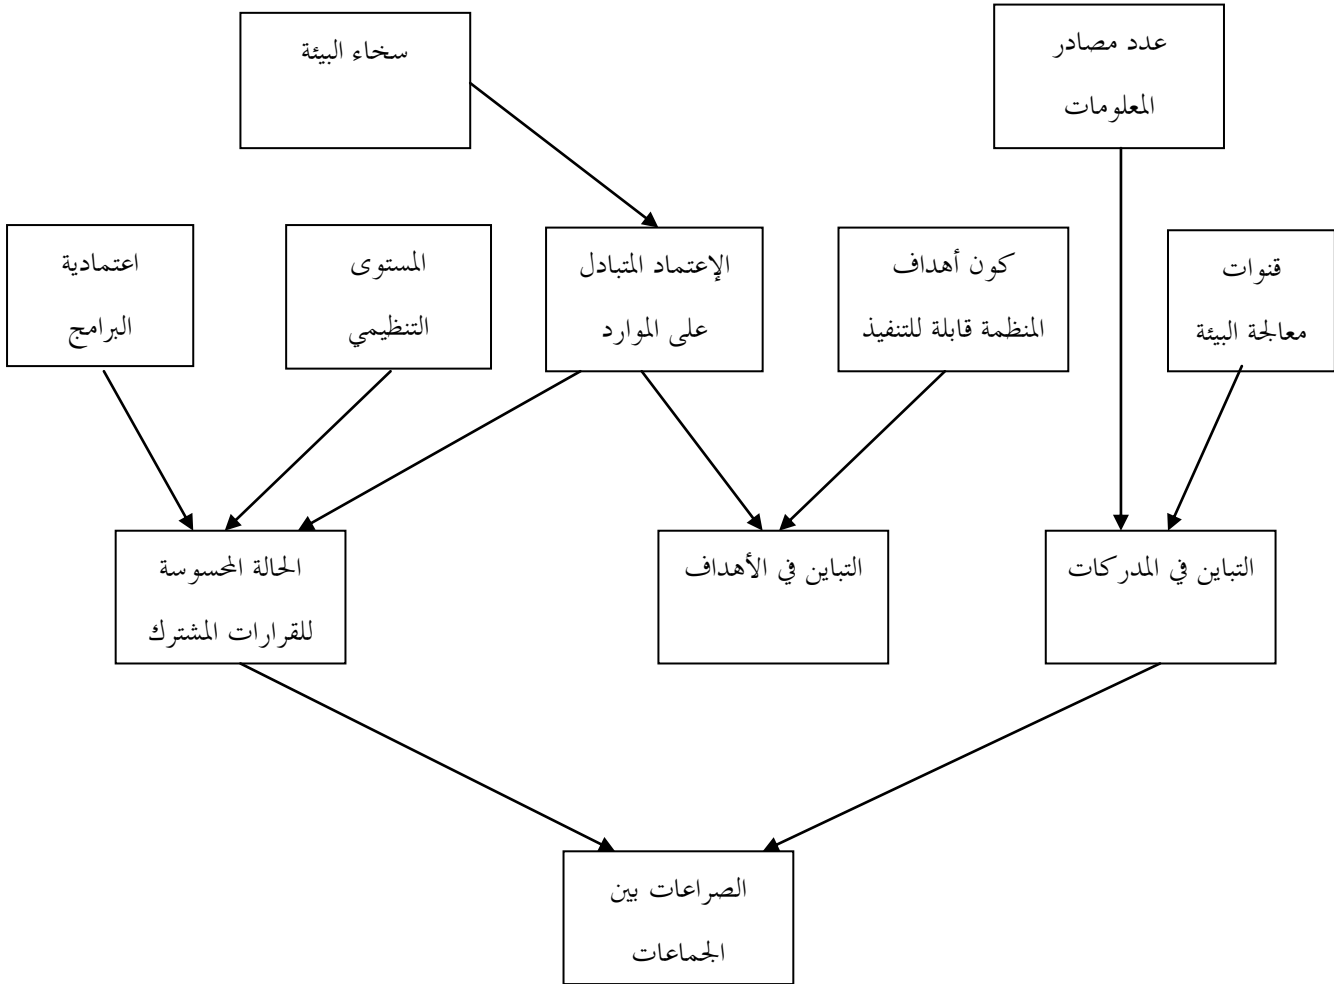 عدد مصادر
المعلومات
سخاء البيئة
قنوات
معالجة البيئة
كون أهداف
المنظمة قابلة للتنفيذ
الإعتماد المتبادل
على الموارد
المستوى
التنظيمي
اعتمادية
البرامج
التباين في المدركات
التباين في الأهداف
الحالة المحسوسة
للقرارات المشترك
الصراعات بين
الجماعات